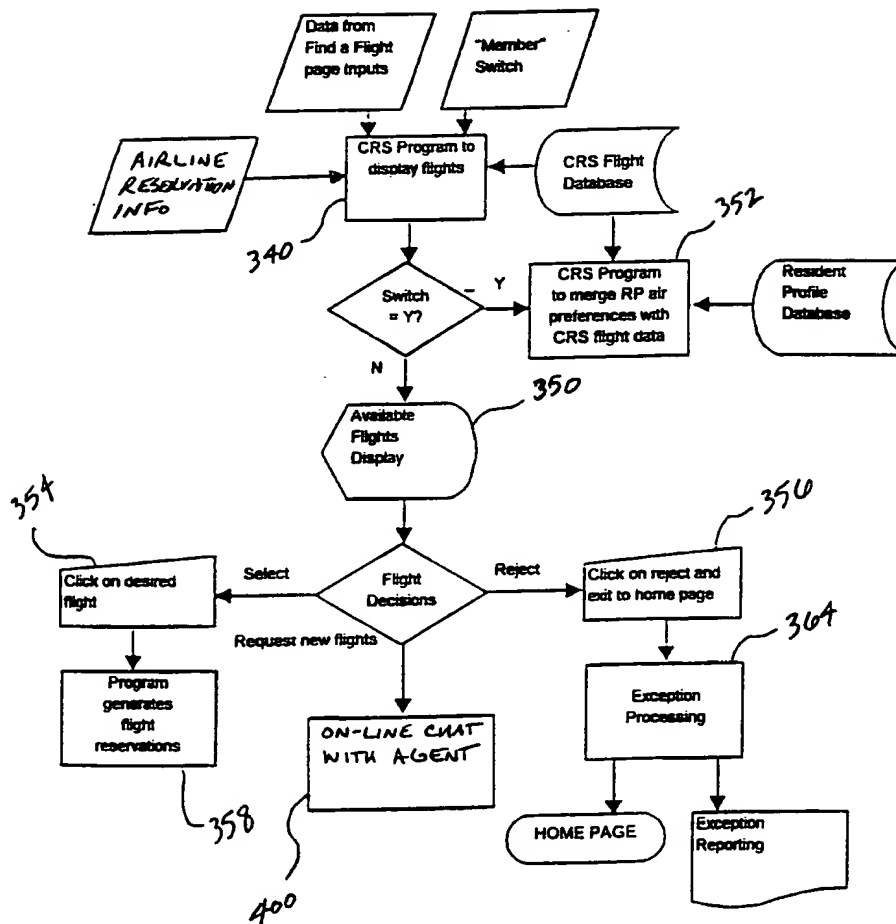 Data from
Find a Flight
page Inputs
"Member"
Switch
AIRLINE
RESERVATION
INFO
CRS Program to
display flights
CRS Flight
Database
340
352
Switch
= Y?
Y
CRS Program
to merge RP air
preferences with
CRS flight data
Resident
Profile
Database
N
350
Available
Flights
Display
354
356
Click on desired
flight
Select
Flight
Decisions
Reject
Click on reject and
exit to home page
Request new flights
364
Program
generates
flight
reservations
ON-LINE CHAT
WITH AGENT
Exception
Processing
358
HOME PAGE
Exception
Reporting
400